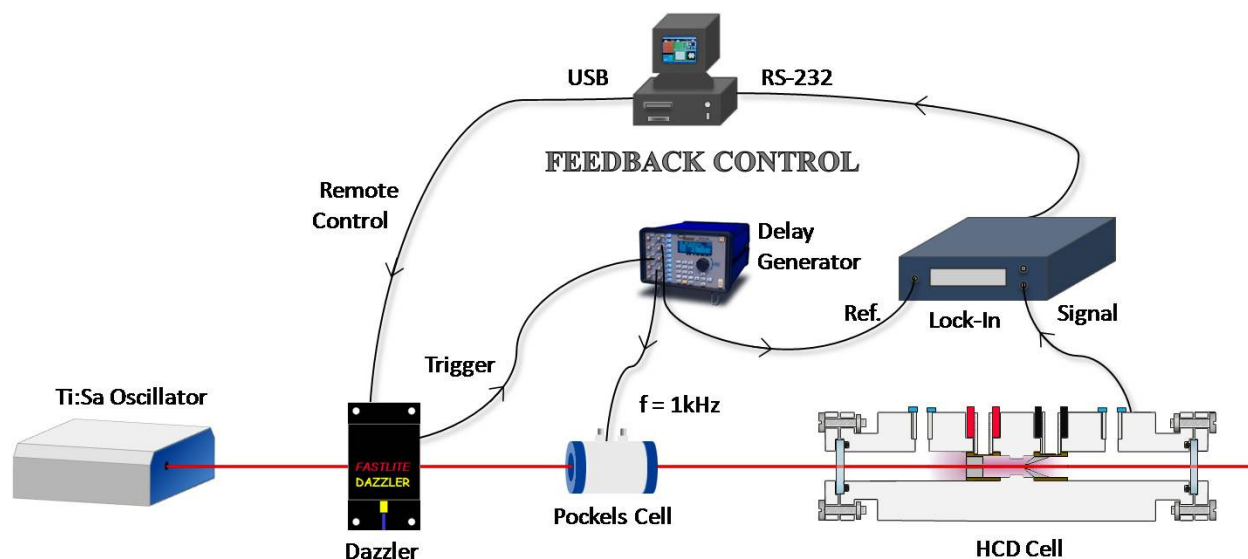 USB
RS-232
FEEDBACK CONTROL
Remote
Control
Delay
Generator
Ref.
Lock-In
Signal
Trigger
Ti:Sa Oscillator
f = 1kHz
FASTLITE
DAZZLER
Pockels Cell
Dazzler
HCD Cell